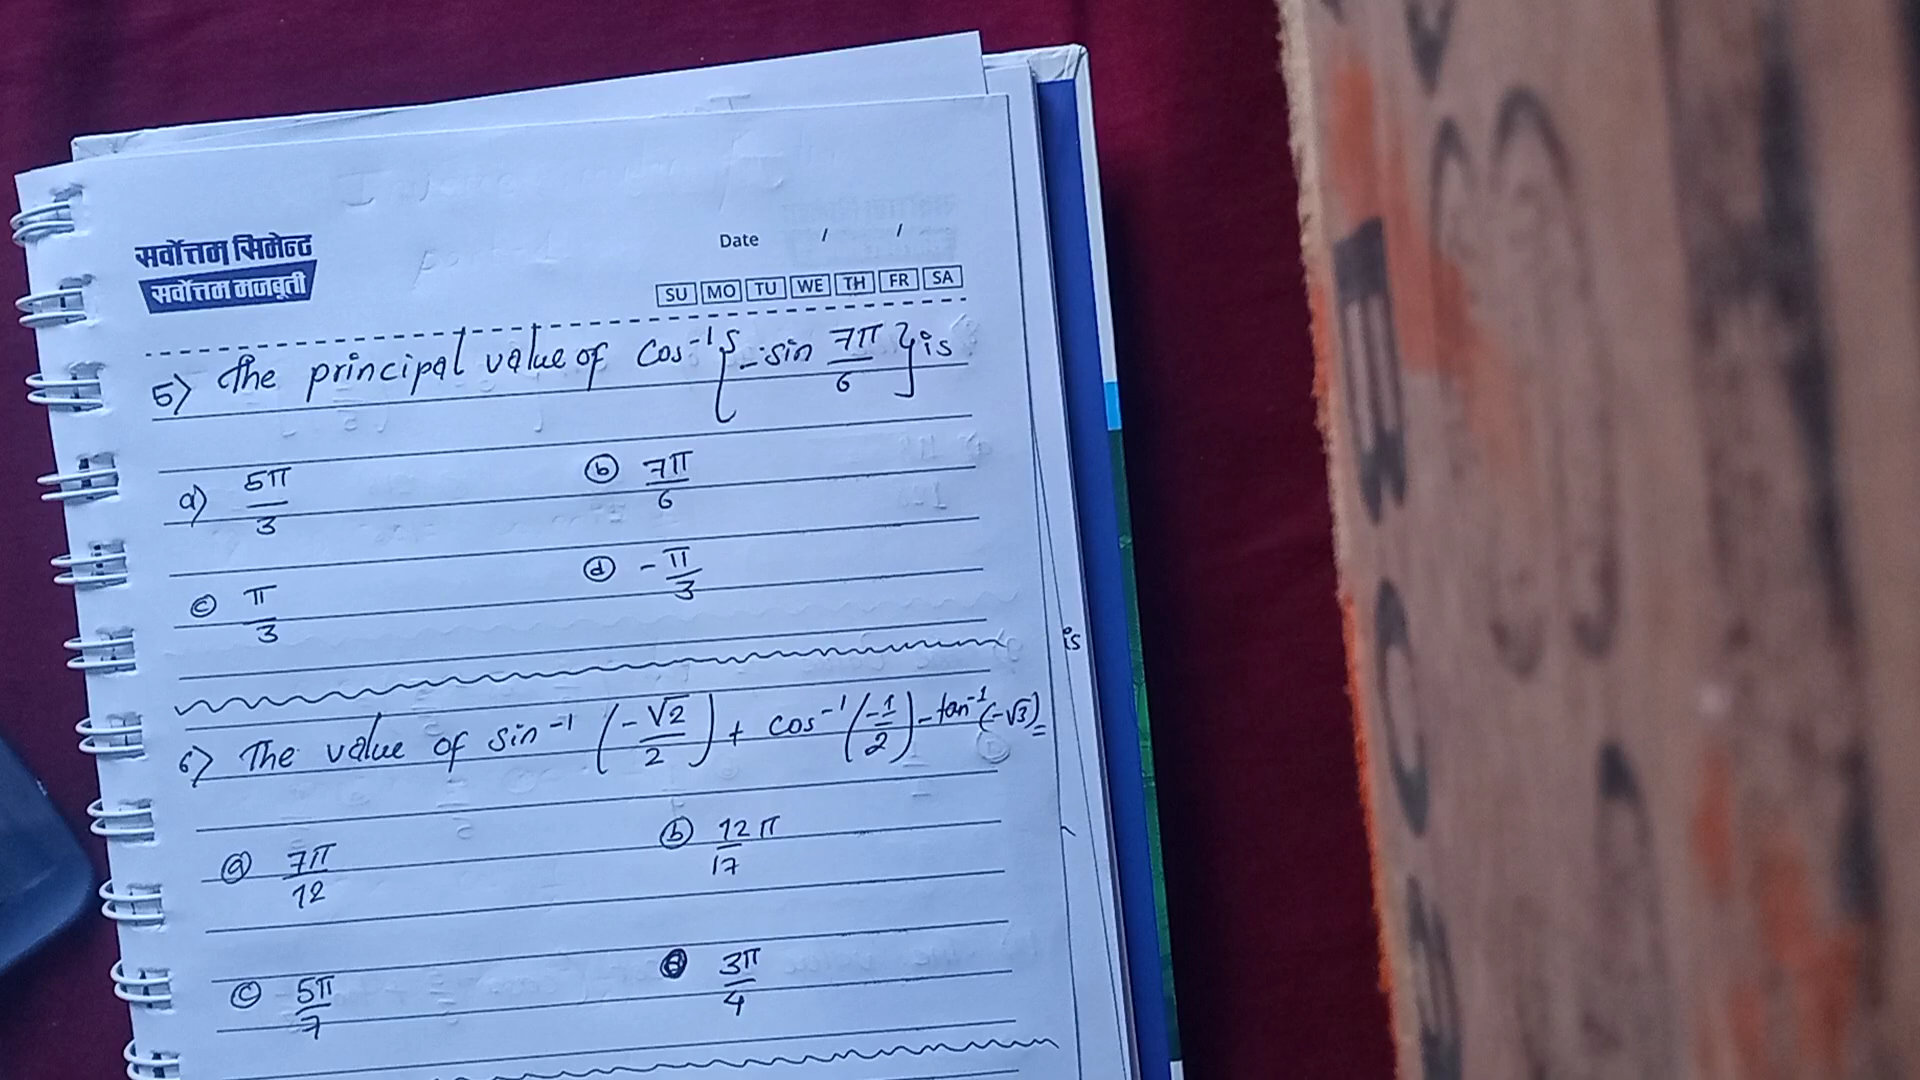 सर्वोत्तम सिमेन्ट
सर्वोत्तम मजबूती
Date / /
SU MO TU WE TH FR SA
5) The principal value of cos⁻¹{-sin 7π/6} is
a) 5π/3 (b) 7π/6
(c) π/3 (d) -π/3
is
6) The value of sin⁻¹(-√2/2) + cos⁻¹(-1/2) - tan⁻¹(-√3) =
(a) 7π/12 (b) 12π/17
(c) 5π/7 (d) 3π/4